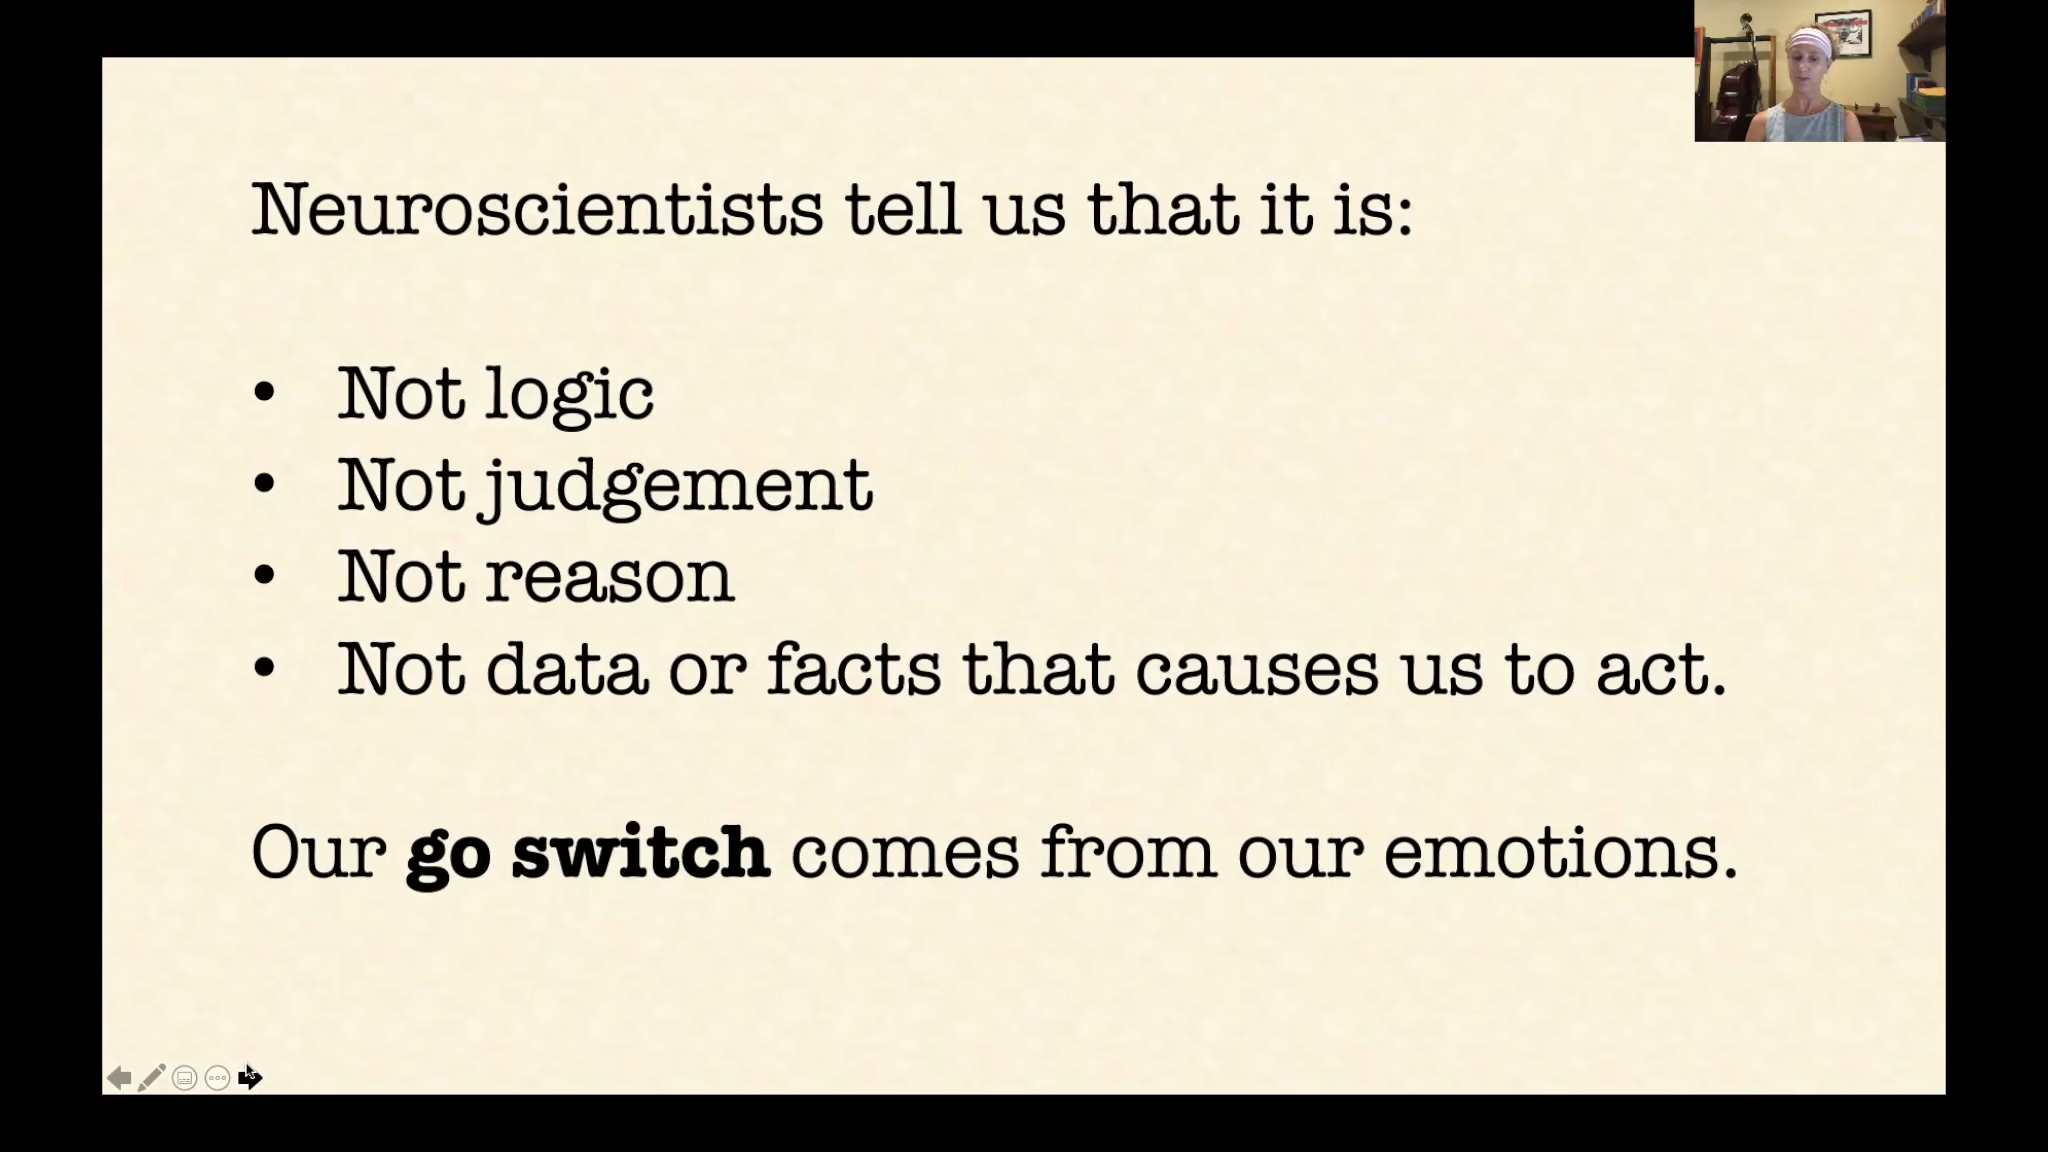 Neuroscientists tell us that it is:
• Not logic
• Not judgement
• Not reason
• Not data or facts that causes us to act.
Our go switch comes from our emotions.